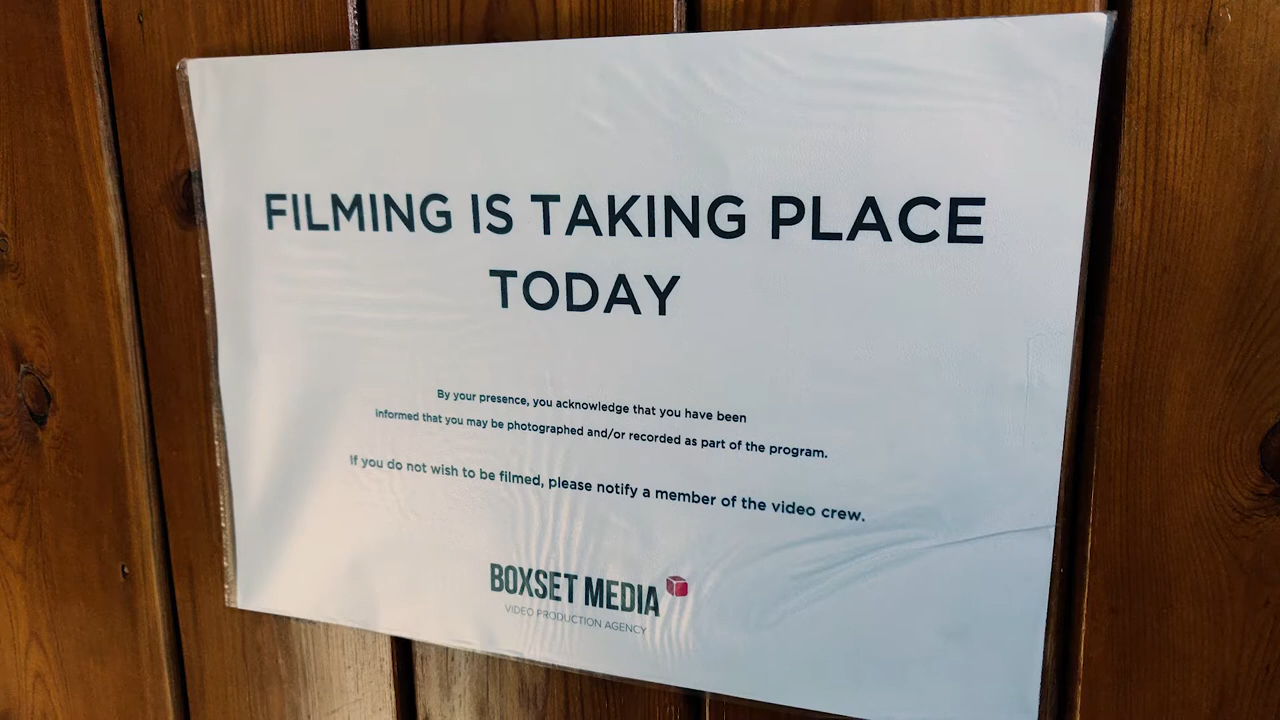 FILMING IS TAKING PLACE
TODAY
By your presence, you acknowledge that you have been
informed that you may be photographed and/or recorded as part of the program.
If you do not wish to be filmed, please notify a member of the video crew.
BOXSET MEDIA
VIDEO PRODUCTION AGENCY